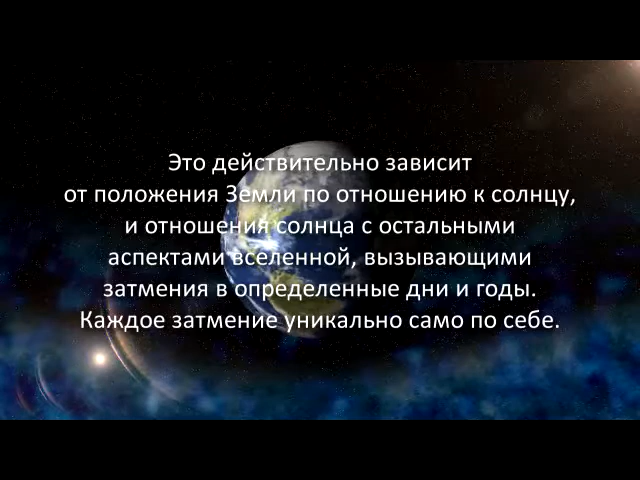 Это действительно зависит
от положения Земли по отношению к солнцу,
и отношения солнца с остальными
аспектами вселенной, вызывающими
затмения в определенные дни и годы.
Каждое затмение уникально само по себе.